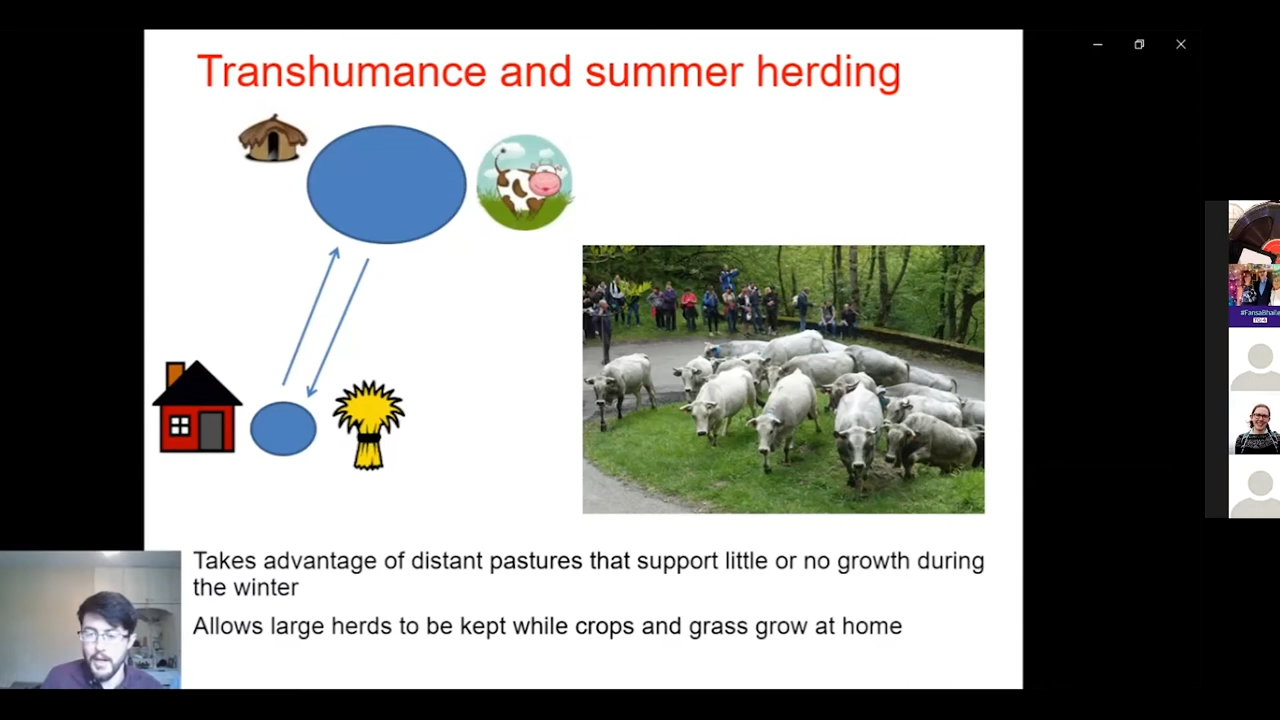 Transhumance and summer herding
Takes advantage of distant pastures that support little or no growth during
the winter
Allows large herds to be kept while crops and grass grow at home